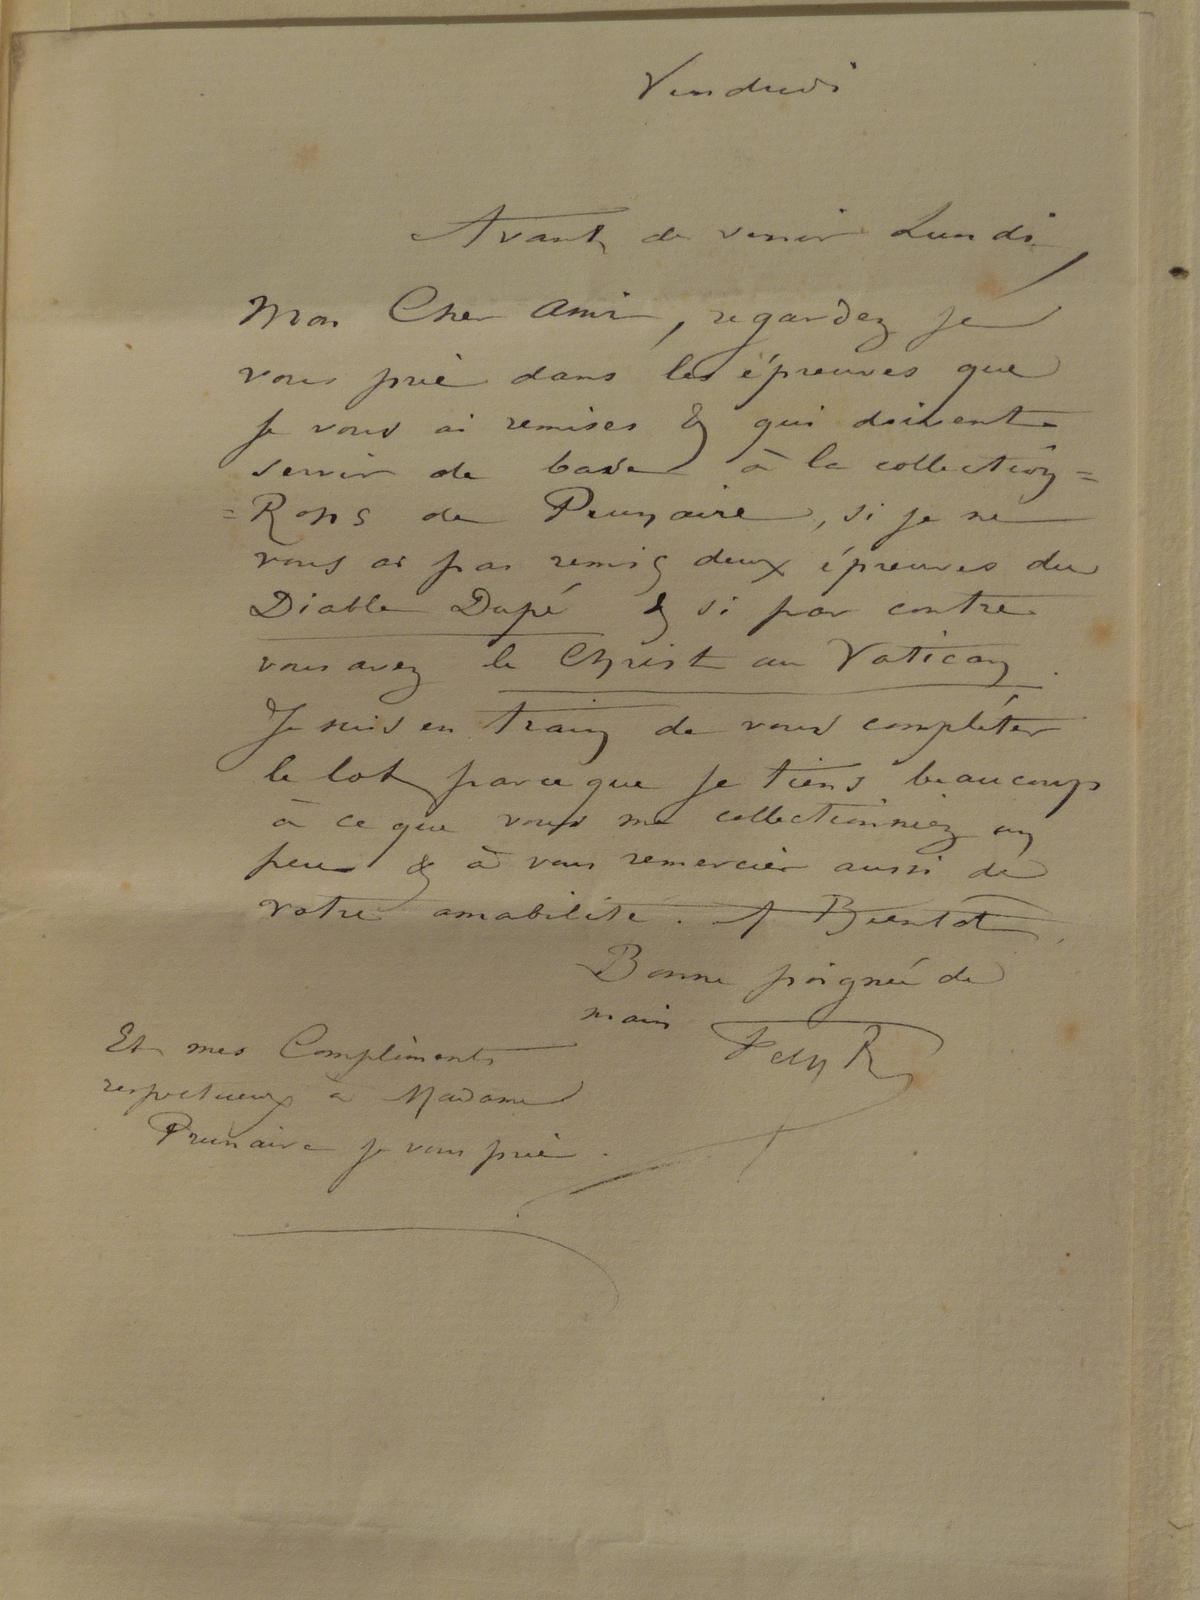 Vendredi
Avant de venir Lundi,
Mon Cher Ami, regardez je
vous prie dans les épreuves que
je vous ai remises & qui doivent
servir de base à la collection=
=Rops de Prunaire, si je ne
vous ai pas remis deux épreuves du
Diable Dupé & si par contre
vous avez le Christ au Vatican.
Je suis en train de vous compléter
le lot parce que je tiens beaucoup
à ce que vous me collectionniez un
peu & à vous remercier aussi de
votre amabilité. A Bientôt,
Bonne poignée de
main Fély R
Et mes Compliments
respectueux à Madame
Prunaire je vous prie.